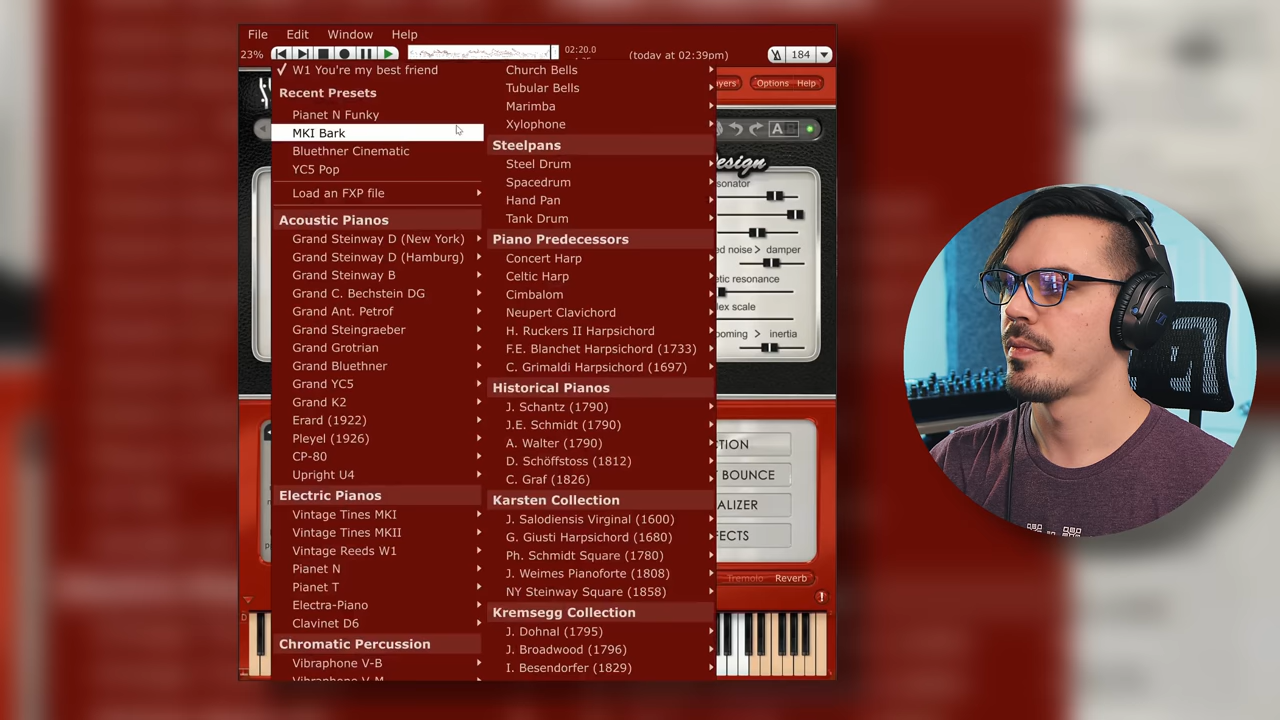 File Edit Window Help
23% 02:20.0 (today at 02:39pm) 184
✓ W1 You're my best friend
Recent Presets
Pianet N Funky
MKI Bark
Bluethner Cinematic
YC5 Pop
Load an FXP file
Acoustic Pianos
Grand Steinway D (New York)
Grand Steinway D (Hamburg)
Grand Steinway B
Grand C. Bechstein DG
Grand Ant. Petrof
Grand Steingraeber
Grand Grotrian
Grand Bluethner
Grand YC5
Grand K2
Erard (1922)
Pleyel (1926)
CP-80
Upright U4
Electric Pianos
Vintage Tines MKI
Vintage Tines MKII
Vintage Reeds W1
Pianet N
Pianet T
Electra-Piano
Clavinet D6
Chromatic Percussion
Vibraphone V-B
Vibraphone V-M
Church Bells
Tubular Bells
Marimba
Xylophone
Steelpans
Steel Drum
Spacedrum
Hand Pan
Tank Drum
Piano Predecessors
Concert Harp
Celtic Harp
Cimbalom
Neupert Clavichord
H. Ruckers II Harpsichord
F.E. Blanchet Harpsichord (1733)
C. Grimaldi Harpsichord (1697)
Historical Pianos
J. Schantz (1790)
J.E. Schmidt (1790)
A. Walter (1790)
D. Schöffstoss (1812)
C. Graf (1826)
Karsten Collection
J. Salodiensis Virginal (1600)
G. Giusti Harpsichord (1680)
Ph. Schmidt Square (1780)
J. Weimes Pianoforte (1808)
NY Steinway Square (1858)
Kremsegg Collection
J. Dohnal (1795)
J. Broadwood (1796)
I. Besendorfer (1829)
yers Options Help
A B
esign
sonator
ed noise > damper
etic resonance
lex scale
ooming > inertia
CTION
T BOUNCE
ALIZER
FECTS
Tremolo Reverb
!
D